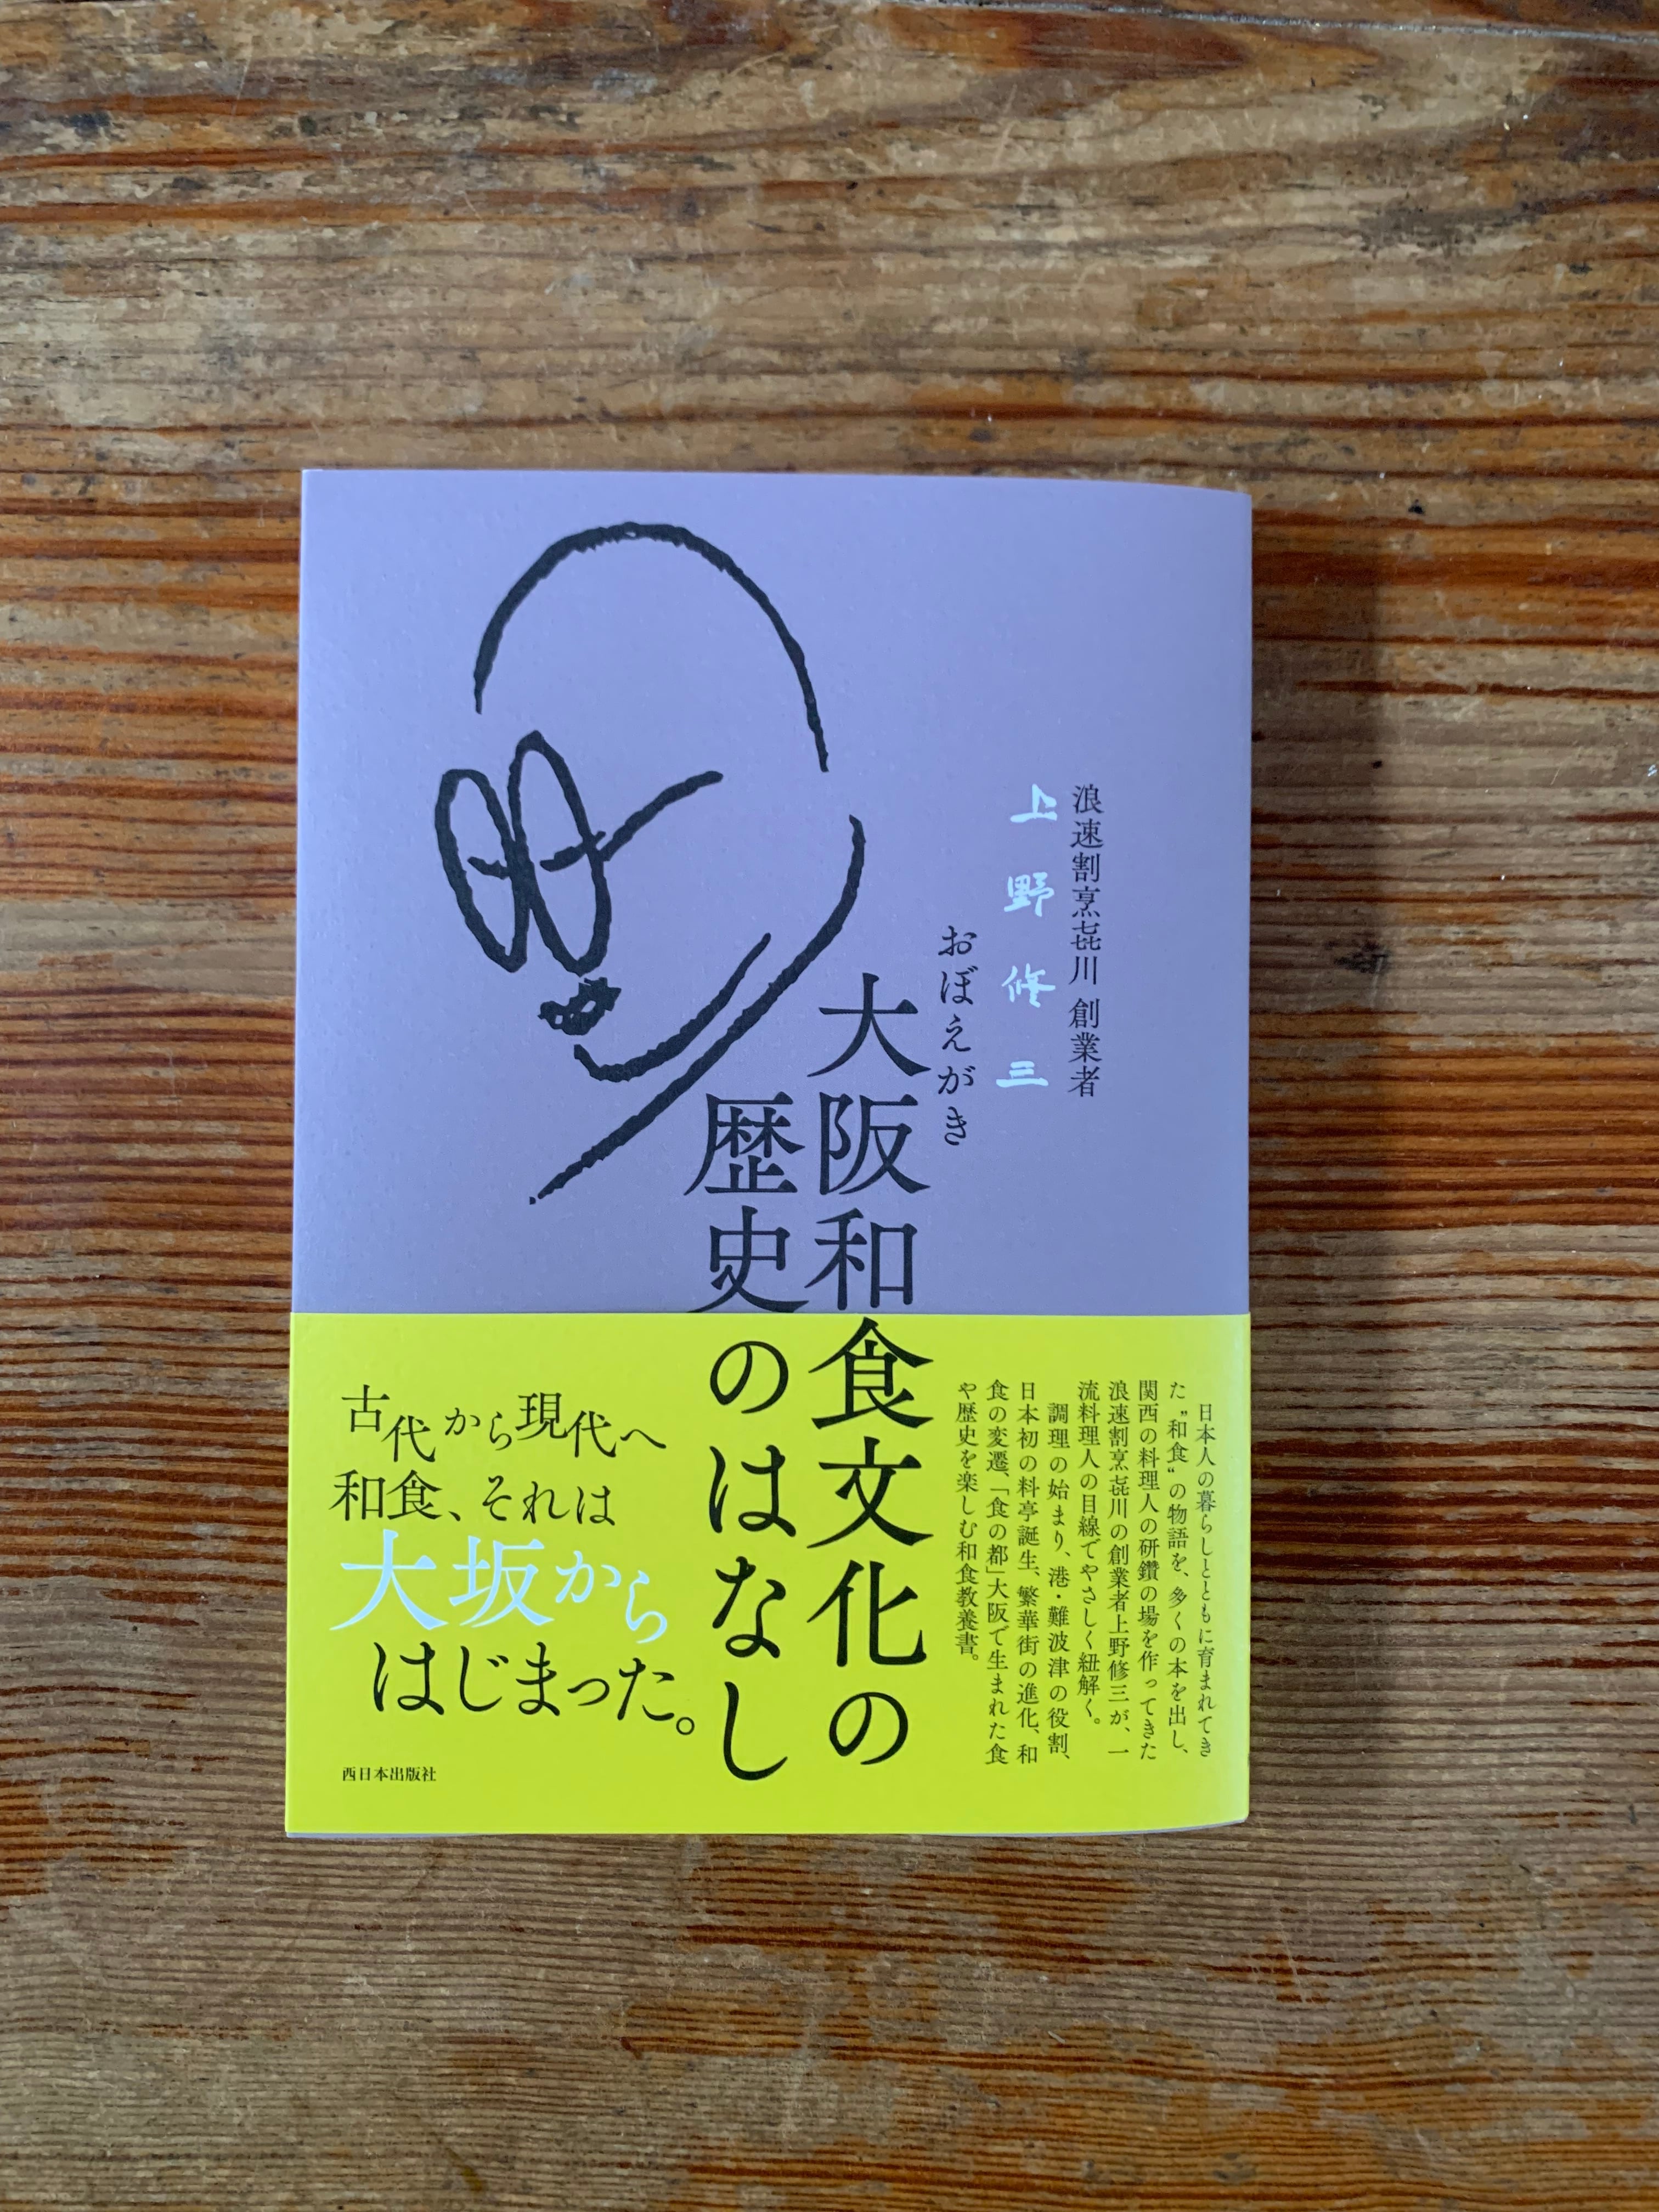 浪速割烹㐂川 創業者
上野修三
おぼえがき
大阪和食文化の
歴史のはなし
日本人の暮らしとともに育まれてき
た"和食"の物語を、多くの本を出し、
関西の料理人の研鑽の場を作ってきた
浪速割烹㐂川の創業者上野修三が、一
流料理人の目線でやさしく紐解く。
調理の始まり、港・難波津の役割、
日本初の料亭誕生、繁華街の進化、和
食の変遷、「食の都」大阪で生まれた食
や歴史を楽しむ和食教養書。
古代から現代へ
和食、それは
大坂から
はじまった。
西日本出版社